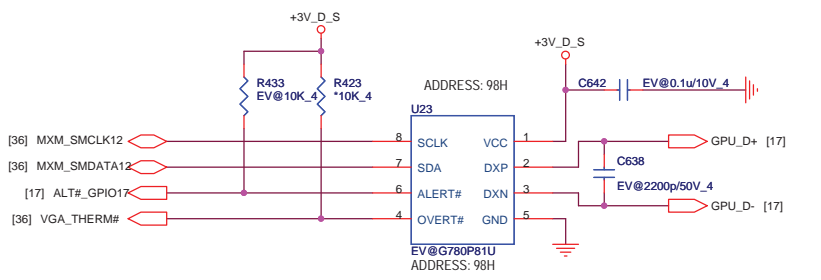 +3V_D_S
+3V_D_S
R433
EV@10K_4
R423
*10K_4
ADDRESS: 98H
C642
EV@0.1u/10V_4
U23
[36] MXM_SMCLK12
8
SCLK
VCC
1
GPU_D+ [17]
[36] MXM_SMDATA12
7
SDA
DXP
2
C638
EV@2200p/50V_4
[17] ALT#_GPIO17
6
ALERT#
DXN
3
GPU_D- [17]
[36] VGA_THERM#
4
OVERT#
GND
5
EV@G780P81U
ADDRESS: 98H